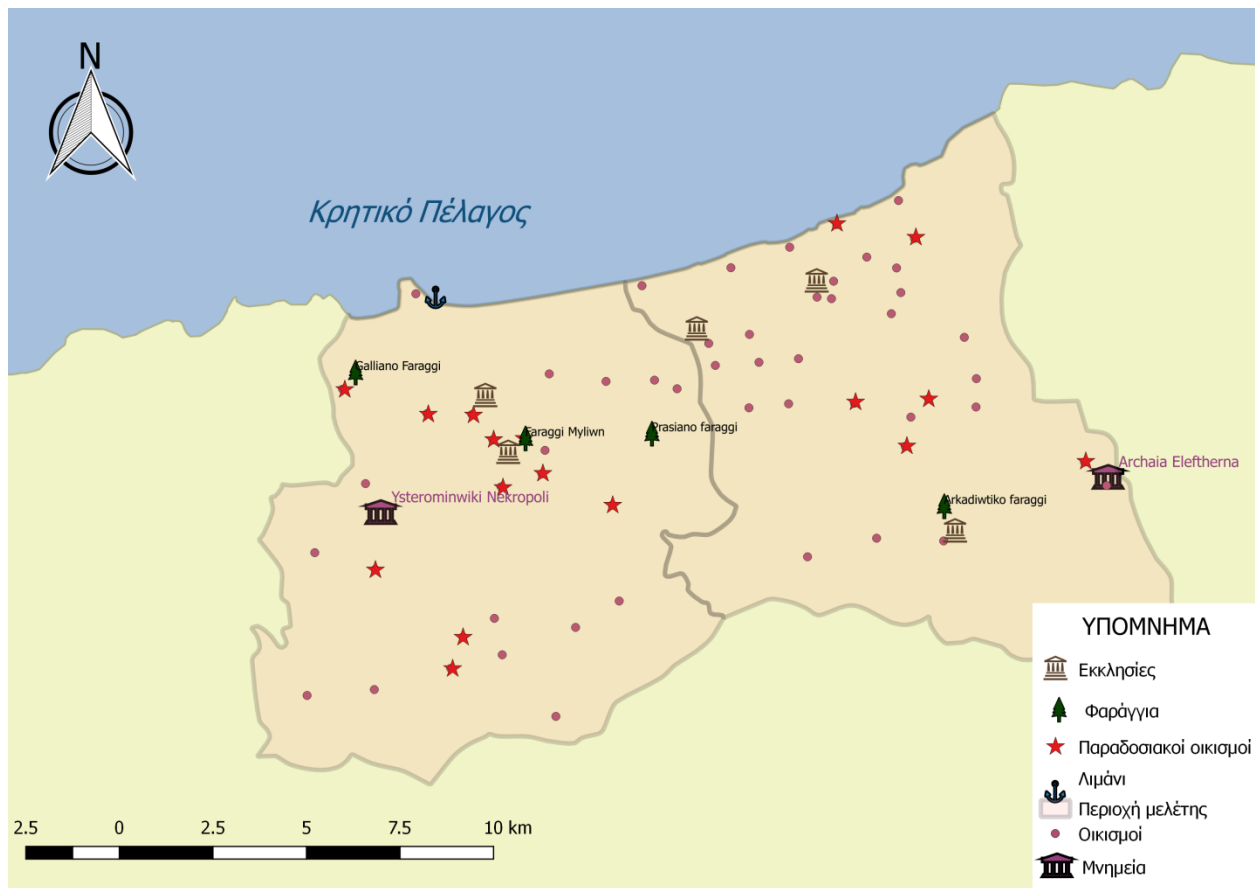 N
Κρητικό Πέλαγος
Galliano Faraggi
Faraggi Myliwn
Prasiano faraggi
Archaia Eleftherna
Ysterominwiki Nekropoli
Arkadiwtiko faraggi
ΥΠΟΜΝΗΜΑ
Εκκλησίες
Φαράγγια
Παραδοσιακοί οικισμοί
Λιμάνι
Περιοχή μελέτης
Οικισμοί
Μνημεία
2.5 0 2.5 5 7.5 10 km